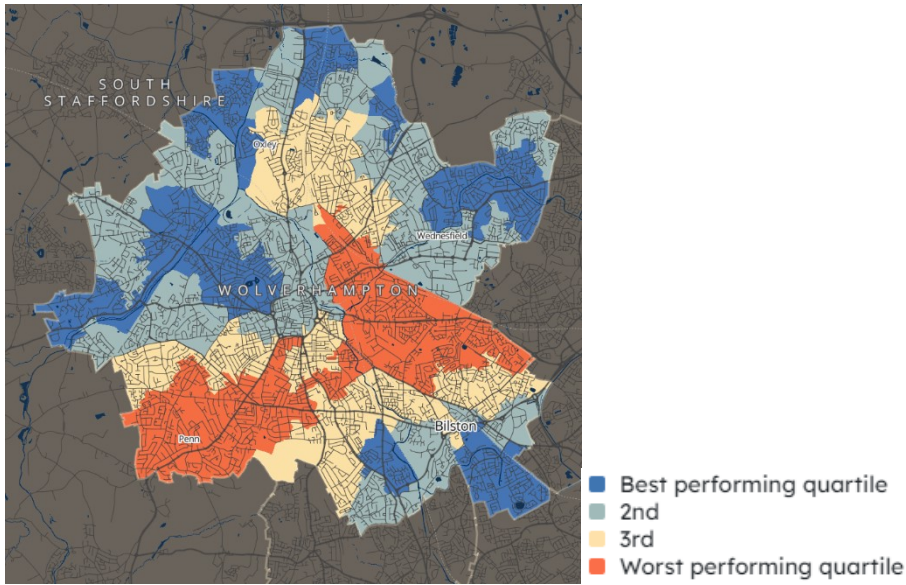 SOUTH
STAFFORDSHIRE
Oxley
Wednesfield
WOLVERHAMPTON
Bilston
Penn
Best performing quartile
2nd
3rd
Worst performing quartile